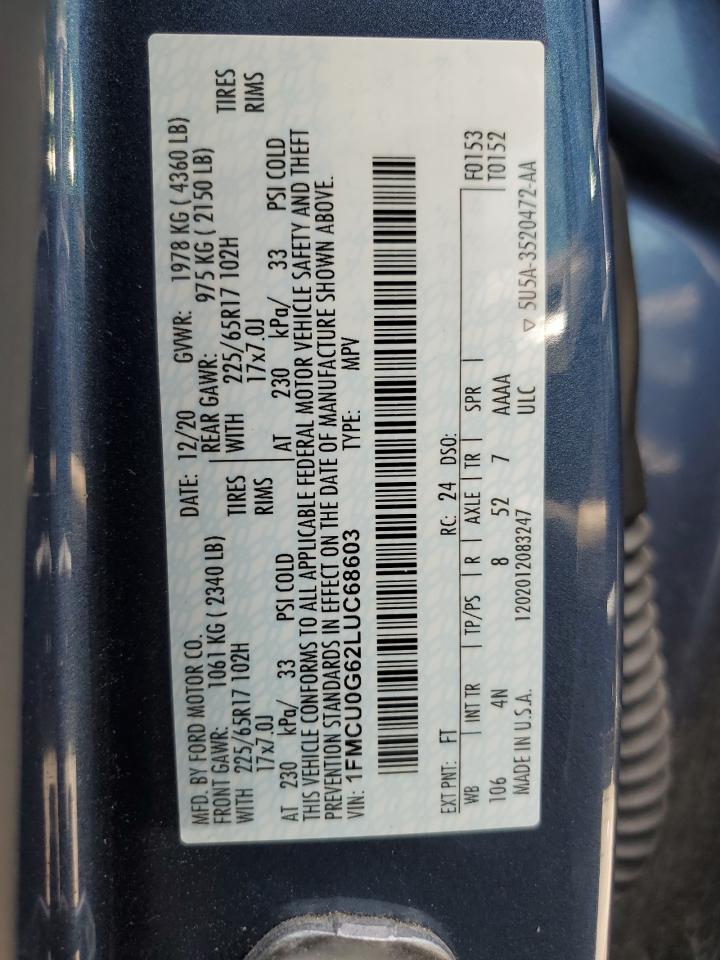 MFD. BY FORD MOTOR CO.
DATE: 12/20 GVWR: 1978 KG ( 4360 LB)
FRONT GAWR: 1061 KG ( 2340 LB) REAR GAWR: 975 KG ( 2150 LB)
WITH 225/65R17 102H TIRES WITH 225/65R17 102H TIRES
17x7.0J RIMS 17x7.0J RIMS
AT 230 kPa/ 33 PSI COLD AT 230 kPa/ 33 PSI COLD
THIS VEHICLE CONFORMS TO ALL APPLICABLE FEDERAL MOTOR VEHICLE SAFETY AND THEFT
PREVENTION STANDARDS IN EFFECT ON THE DATE OF MANUFACTURE SHOWN ABOVE.
VIN: 1FMCU0G62LUC68603 TYPE: MPV
EXT PNT: FT RC: 24 DSO: F0153
WB INT TR TP/PS R AXLE TR SPR T0152
106 4N 8 52 7 AAAA
MADE IN U.S.A. 1202012083247 ULC ▽ 5U5A-3520472-AA